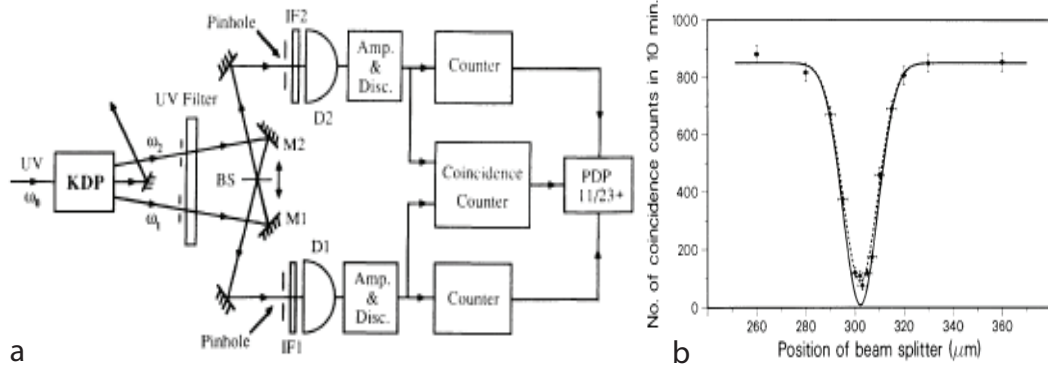 Pinhole
IF2
Amp.
&
Disc.
Counter
D2
UV Filter
ω2
M2
UV
KDP
BS
Coincidence
Counter
PDP
11/23+
ω0
ω1
M1
D1
Amp.
&
Disc.
Counter
Pinhole
IF1
a
No. of coincidence counts in 10 min.
1000
800
600
400
200
0
260
280
300
320
340
360
Position of beam splitter (μm)
b